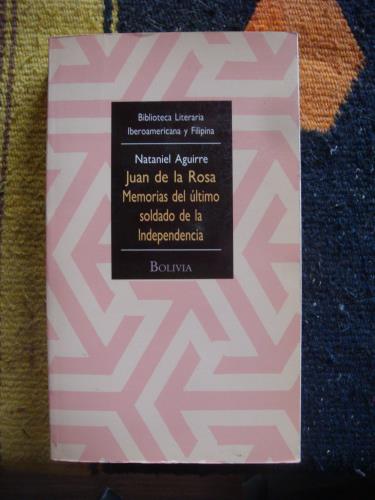 Biblioteca Literaria
Iberoamericana y Filipina
Nataniel Aguirre
Juan de la Rosa
Memorias del último
soldado de la
Independencia
BOLIVIA